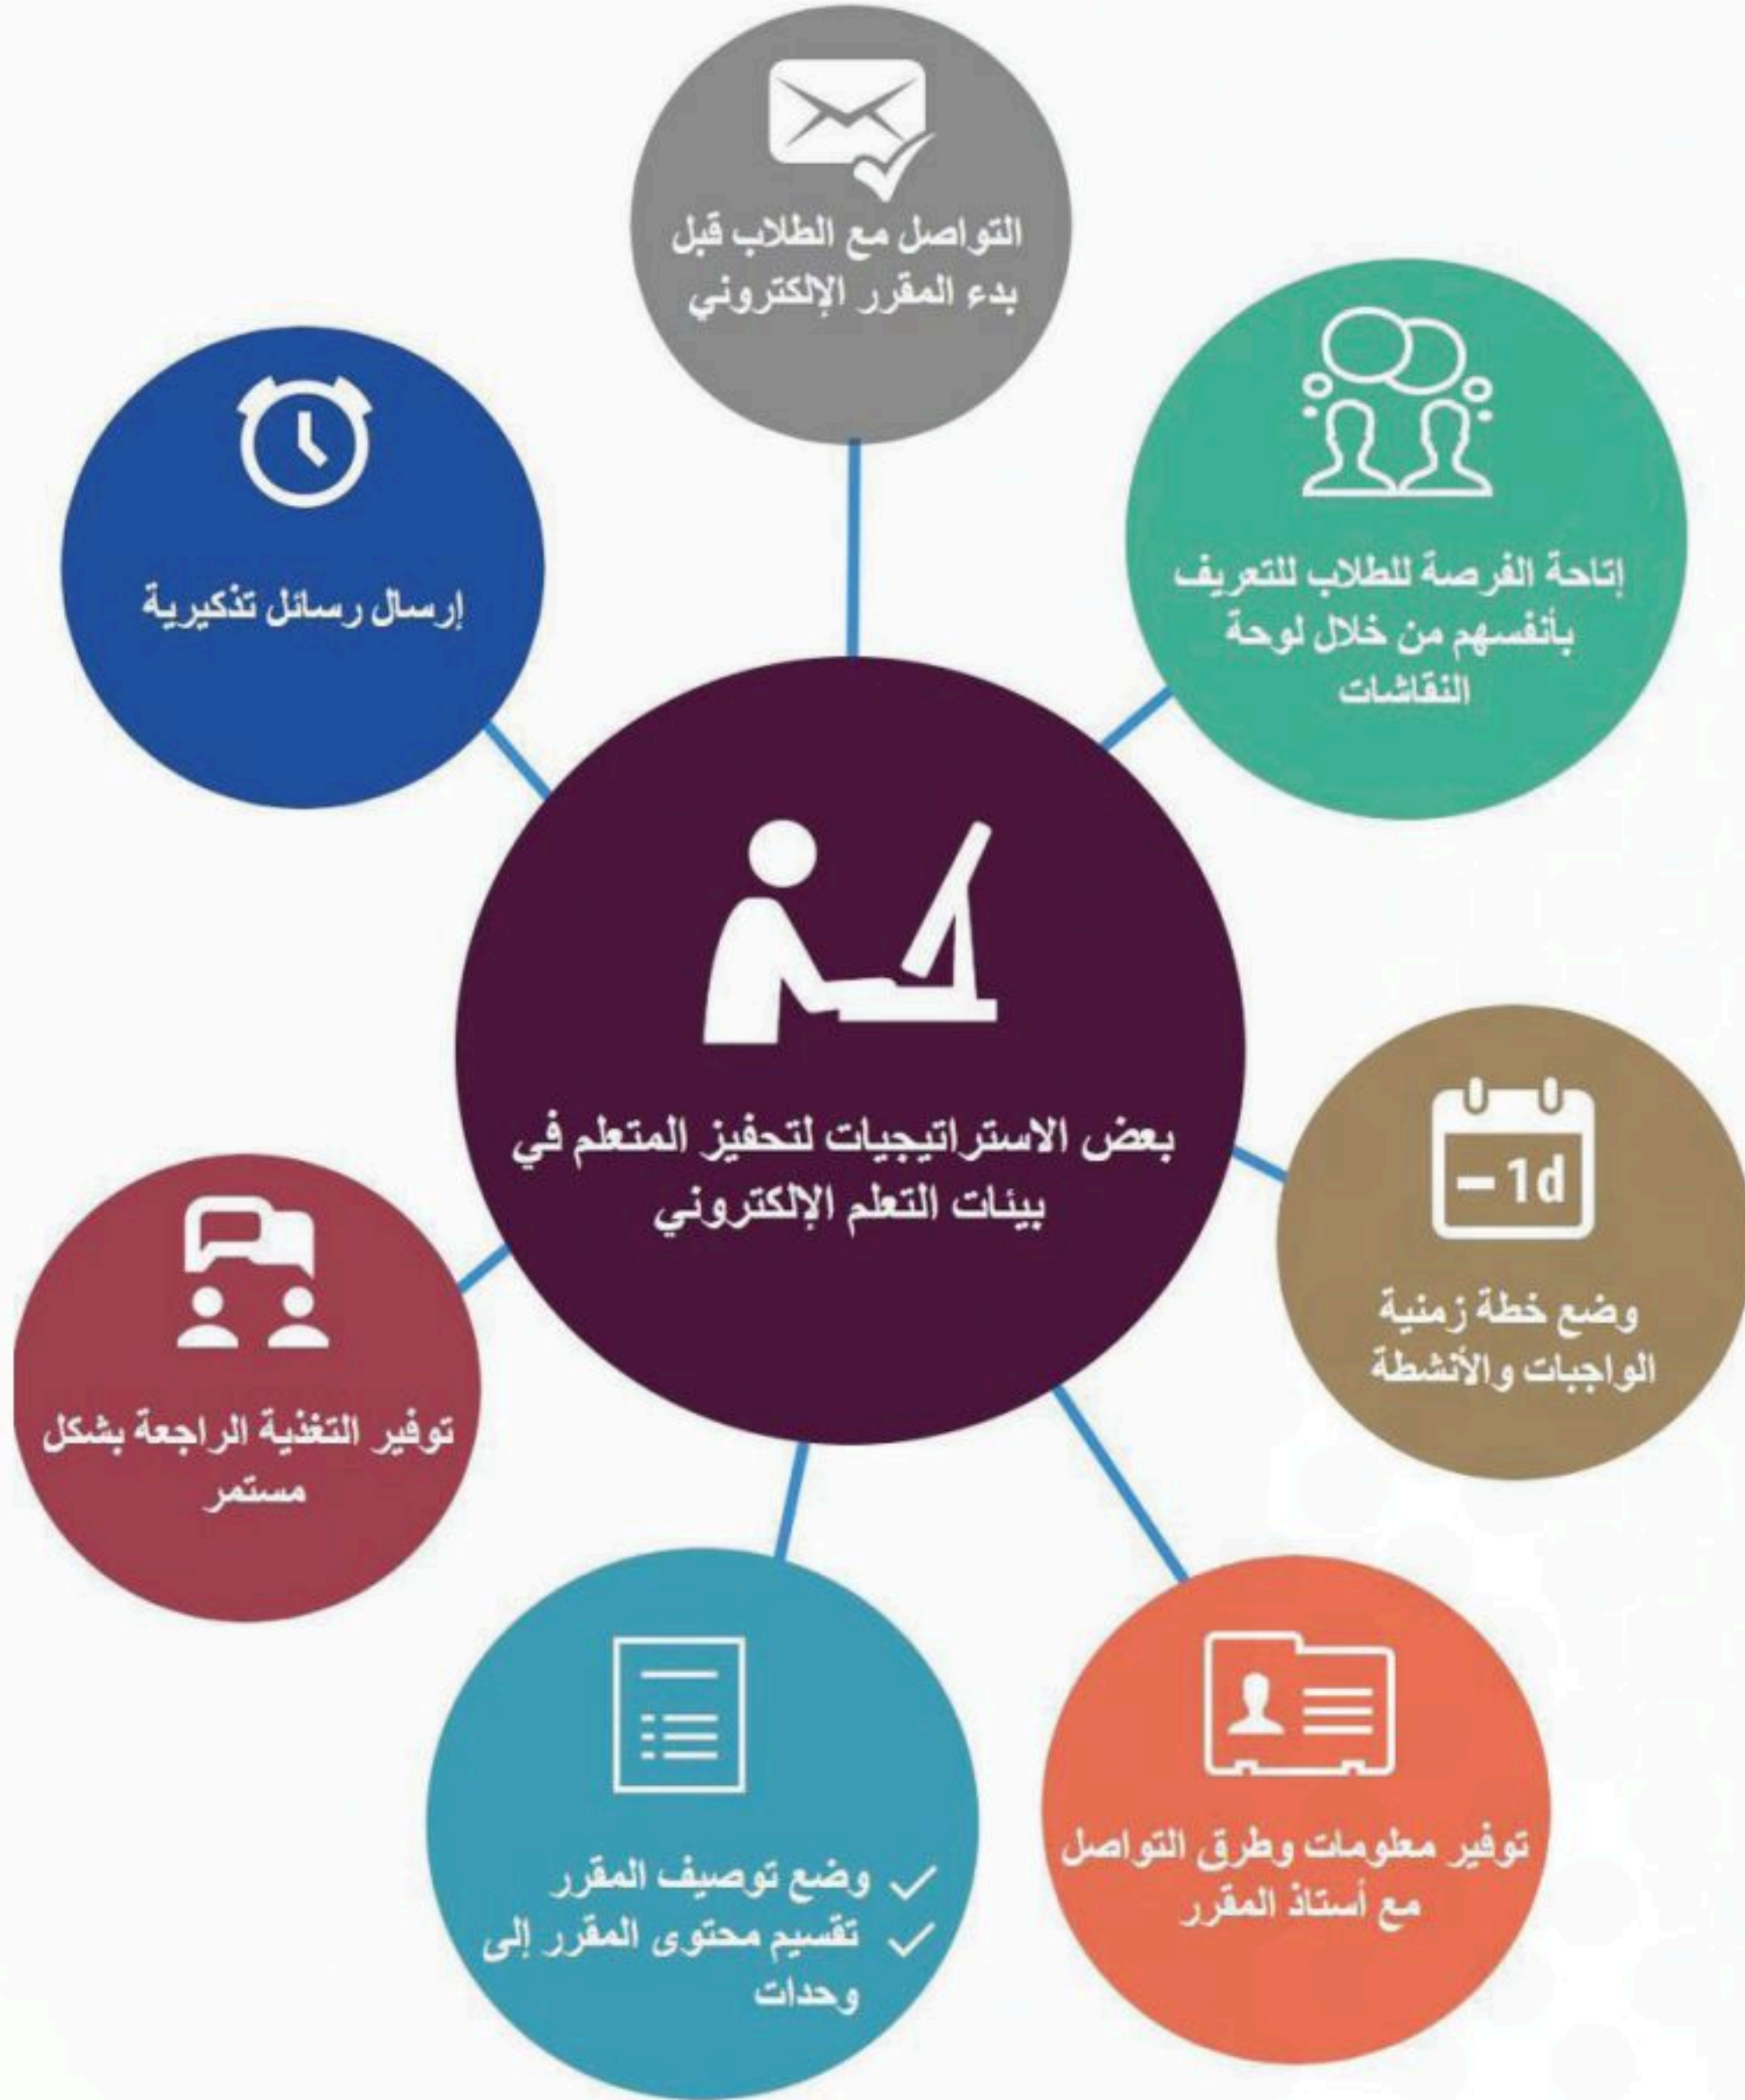 التواصل مع الطلاب قبل
بدء المقرر الإلكتروني
إتاحة الفرصة للطلاب للتعريف
بأنفسهم من خلال لوحة
النقاشات
إرسال رسائل تذكيرية
بعض الاستراتيجيات لتحفيز المتعلم في
بيئات التعلم الإلكتروني
–1d
وضع خطة زمنية
الواجبات والأنشطة
توفير التغذية الراجعة بشكل
مستمر
توفير معلومات وطرق التواصل
مع أستاذ المقرر
✓ وضع توصيف المقرر
✓ تقسيم محتوى المقرر إلى
وحدات